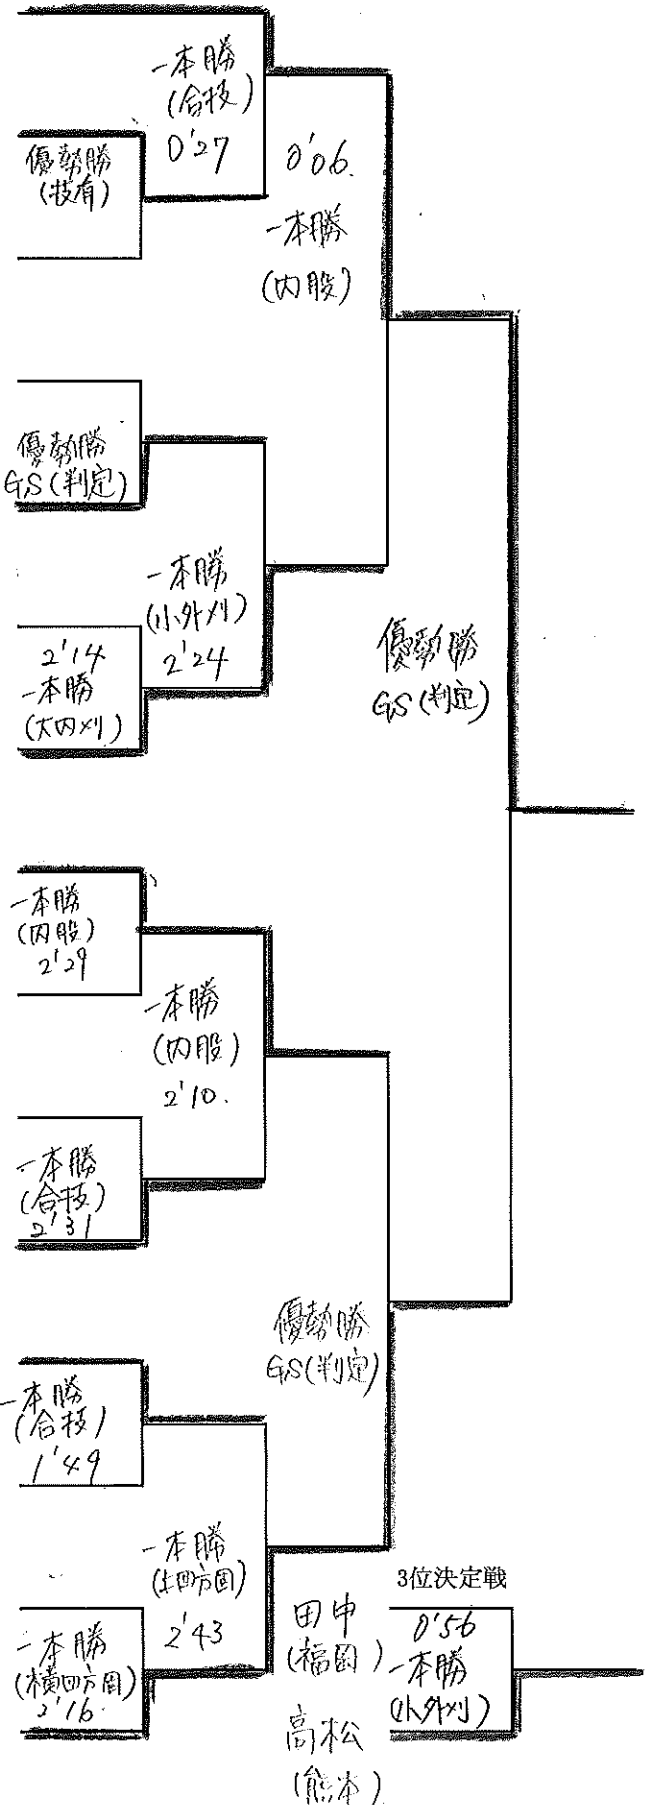 一本勝
(合技)
0'27
優勢勝
(技有)
0'06.
一本勝
(内股)
優勢勝
GS(判定)
一本勝
(小外刈)
2'24
2'14
一本勝
(大内刈)
優勢勝
GS(判定)
一本勝
(内股)
2'29
一本勝
(内股)
2'10.
一本勝
(合技)
2'31
優勢勝
GS(判定)
一本勝
(合技)
1'49
一本勝
(上四方固)
2'43
一本勝
(横四方固)
2'16.
3位決定戦
田中
(福岡)
高松
(熊本)
0'56
一本勝
(小外刈)